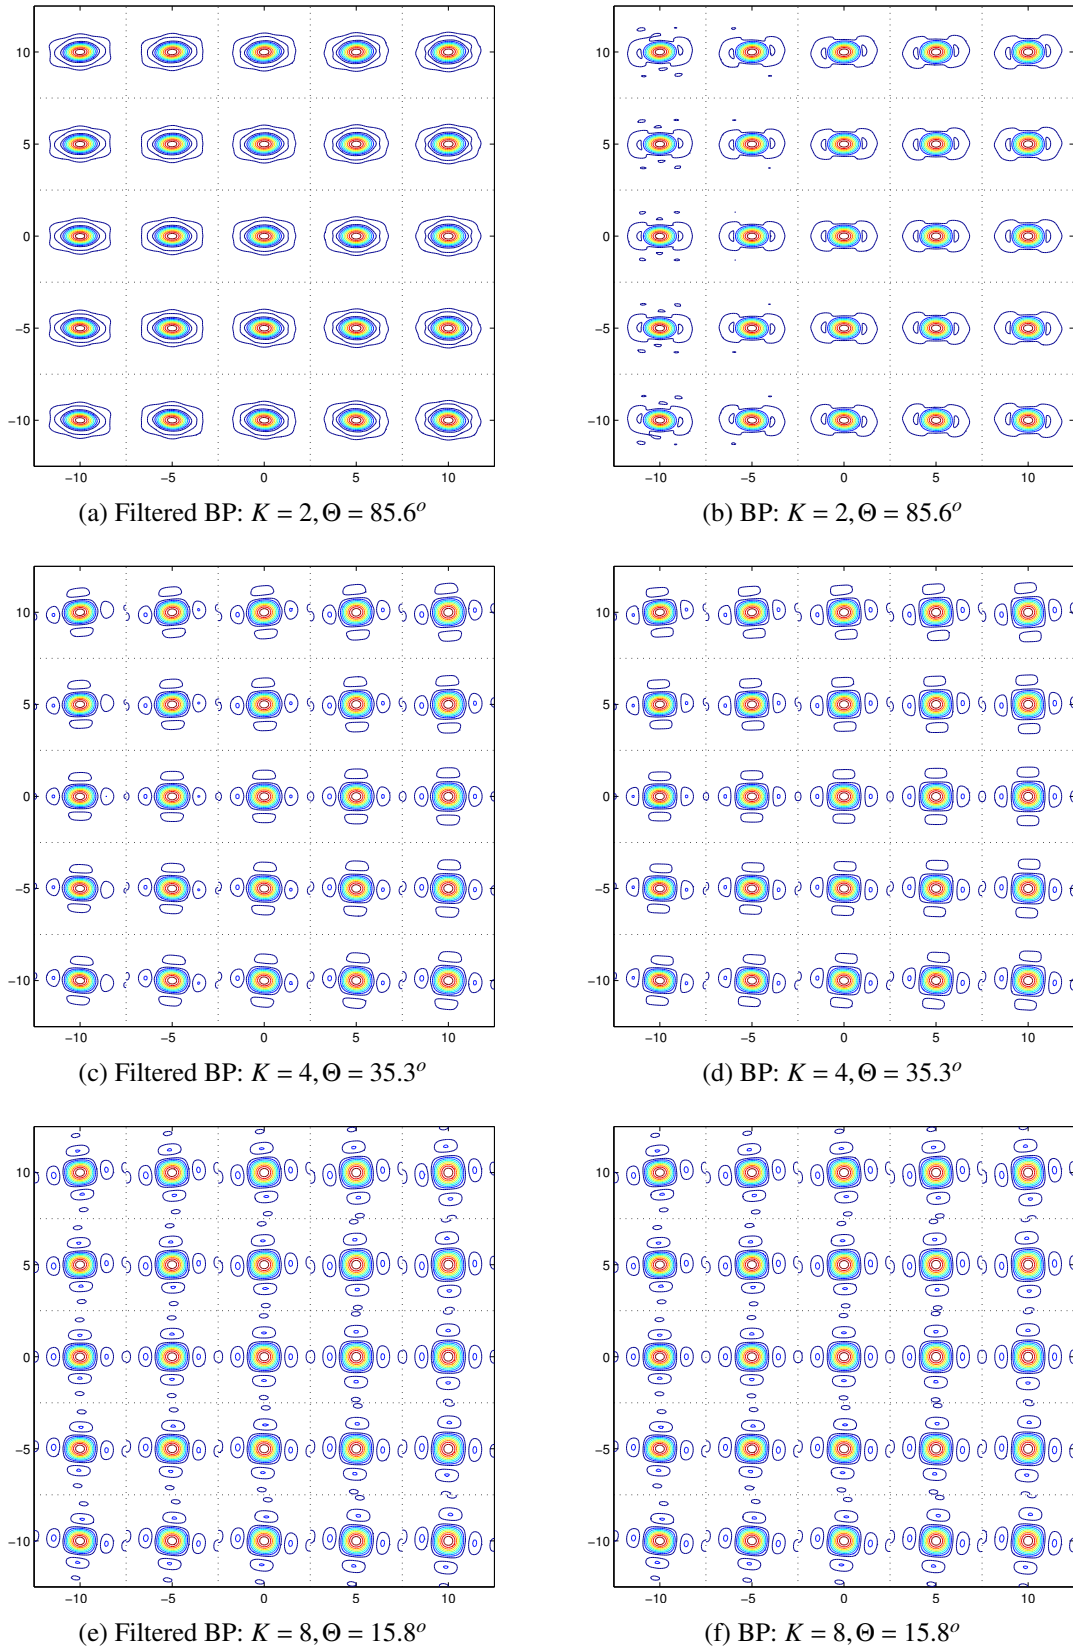 10
5
0
−5
−10
−10 −5 0 5 10
(a) Filtered BP: K = 2, Θ = 85.6°
10
5
0
−5
−10
−10 −5 0 5 10
(b) BP: K = 2, Θ = 85.6°
10
5
0
−5
−10
−10 −5 0 5 10
(c) Filtered BP: K = 4, Θ = 35.3°
10
5
0
−5
−10
−10 −5 0 5 10
(d) BP: K = 4, Θ = 35.3°
10
5
0
−5
−10
−10 −5 0 5 10
(e) Filtered BP: K = 8, Θ = 15.8°
10
5
0
−5
−10
−10 −5 0 5 10
(f) BP: K = 8, Θ = 15.8°